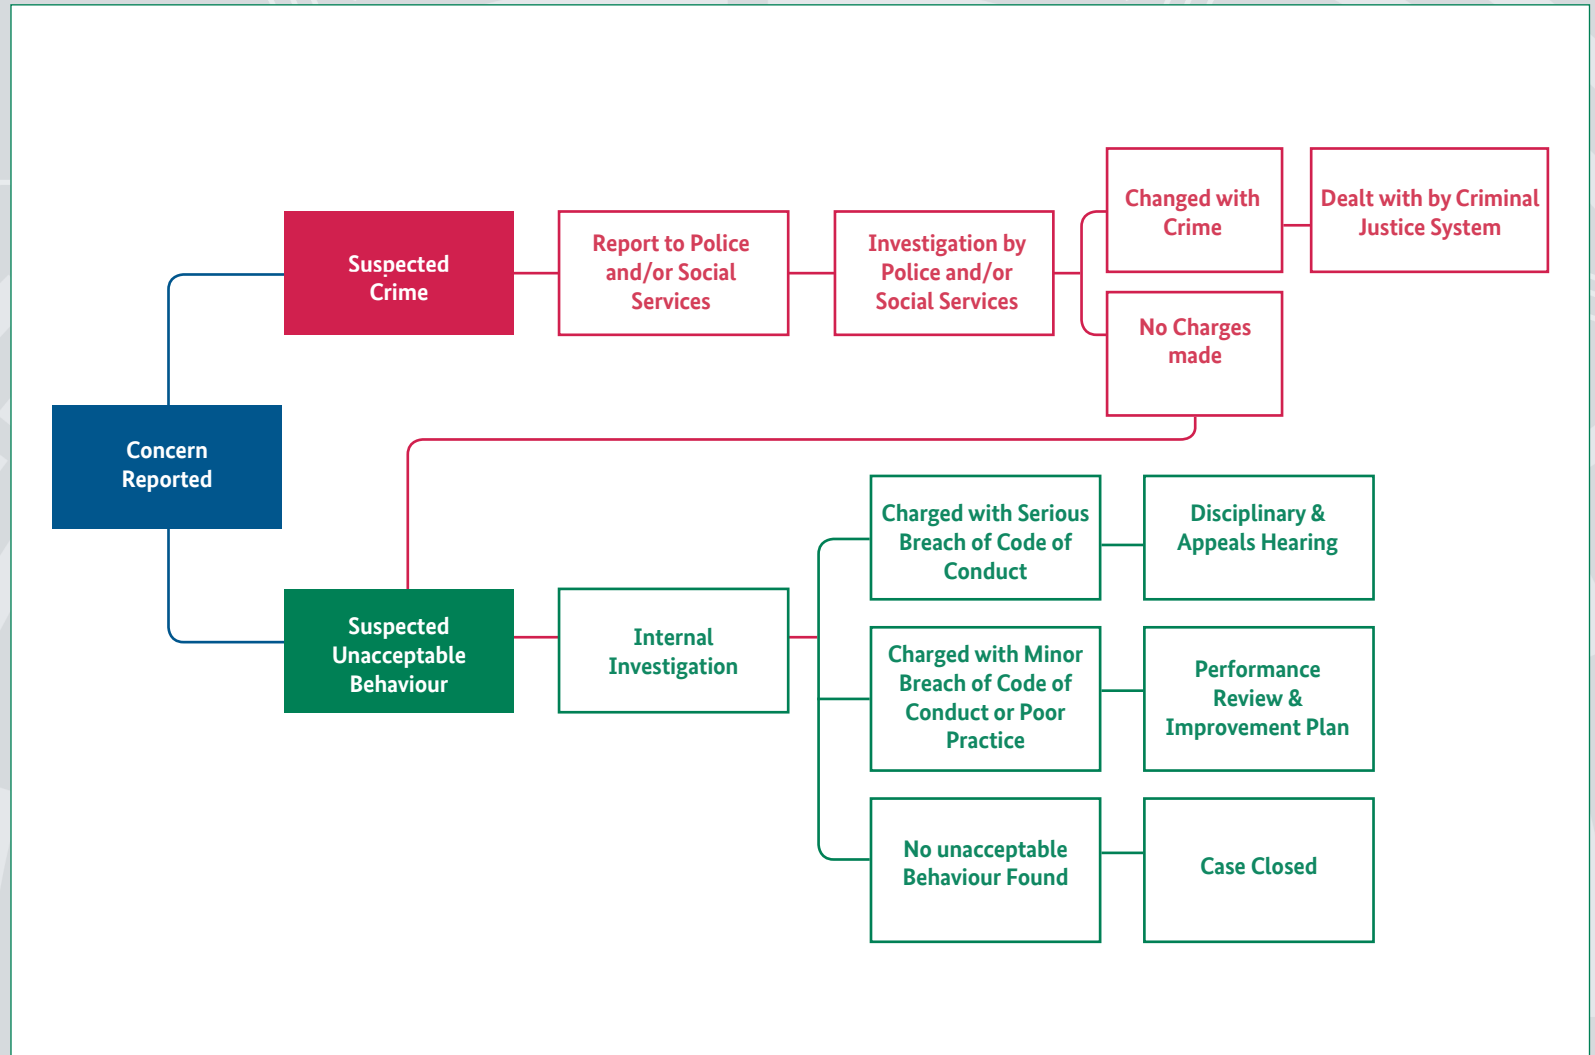 Concern
Reported
Suspected
Crime
Report to Police
and/or Social
Services
Investigation by
Police and/or
Social Services
Changed with
Crime
Dealt with by Criminal
Justice System
No Charges
made
Suspected
Unacceptable
Behaviour
Internal
Investigation
Charged with Serious
Breach of Code of
Conduct
Disciplinary &
Appeals Hearing
Charged with Minor
Breach of Code of
Conduct or Poor
Practice
Performance
Review &
Improvement Plan
No unacceptable
Behaviour Found
Case Closed